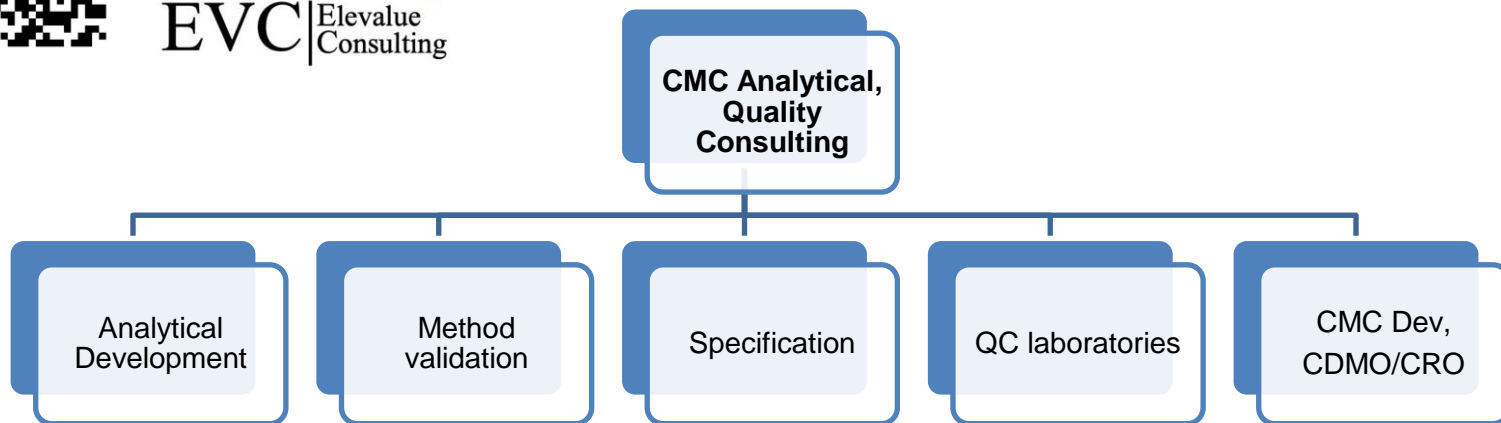 EVC
Elevalue
Consulting
CMC Analytical,
Quality
Consulting
Analytical
Development
Method
validation
Specification
QC laboratories
CMC Dev,
CDMO/CRO